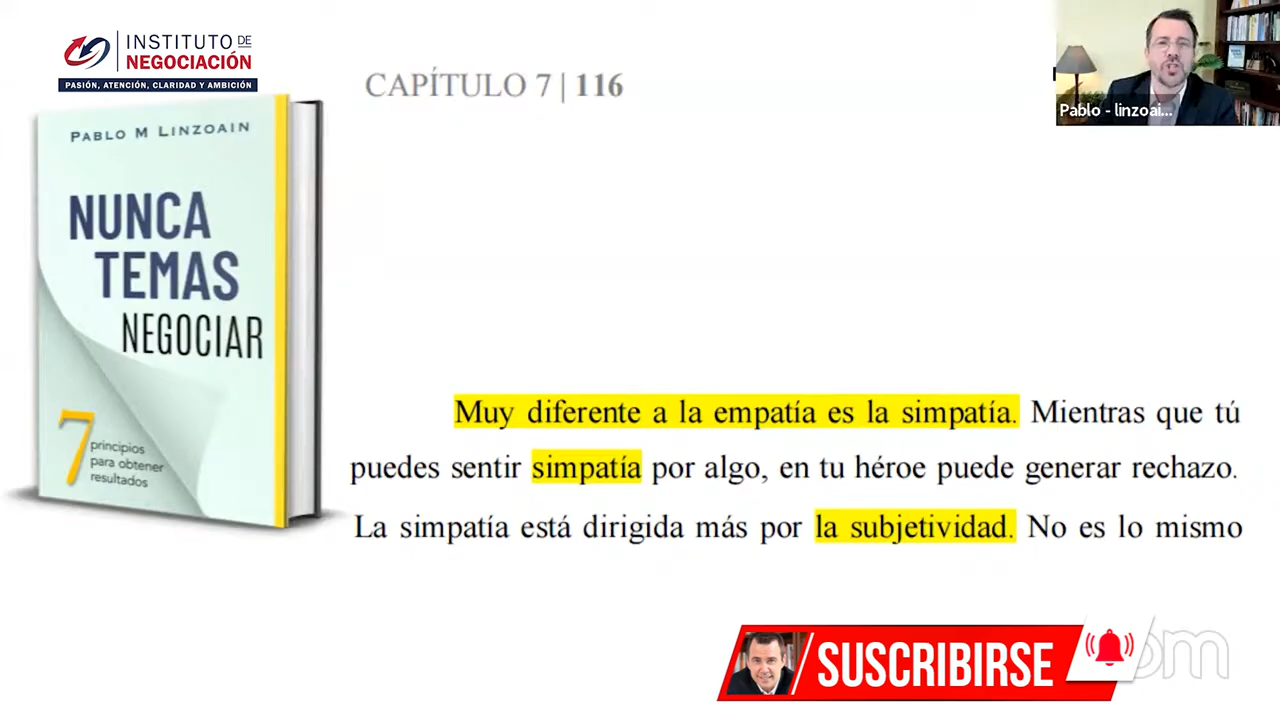 INSTITUTO DE
NEGOCIACIÓN
PASIÓN, ATENCIÓN, CLARIDAD Y AMBICIÓN
CAPÍTULO 7 | 116
Pablo - linzoai...
PABLO M LINZOAIN
NUNCA
TEMAS
NEGOCIAR
7 principios
para obtener
resultados
Muy diferente a la empatía es la simpatía. Mientras que tú
puedes sentir simpatía por algo, en tu héroe puede generar rechazo.
La simpatía está dirigida más por la subjetividad. No es lo mismo
SUSCRIBIRSE